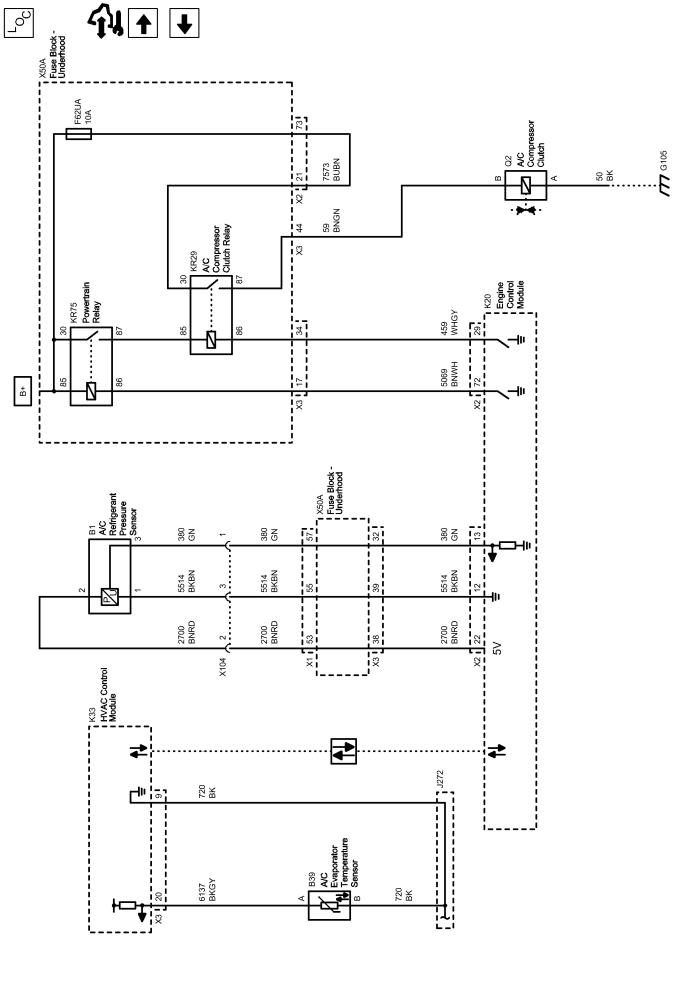 LOC
B+
X50A
Fuse Block -
Underhood
F62UA
10A
KR75
Powertrain
Relay
30
85
87
86
KR29
A/C
Compressor
Clutch Relay
30
85
87
86
73
21
X2
44
X3
34
17
X3
7573
BUBN
59
BNGN
459
WHGY
5069
BNWH
29
72
X2
K20
Engine
Control
Module
Q2
A/C
Compressor
Clutch
B
A
50
BK
G105
B1
A/C
Refrigerant
Pressure
Sensor
2
3
1
P
U
380
GN
5514
BKBN
2700
BNRD
1
3
2
X104
380
GN
5514
BKBN
2700
BNRD
X50A
Fuse Block -
Underhood
57
55
53
X1
32
39
38
X3
380
GN
5514
BKBN
2700
BNRD
13
12
22
X2
5V
K33
HVAC Control
Module
9
20
X3
720
BK
6137
BKGY
B39
A/C
Evaporator
Temperature
Sensor
A
B
720
BK
J272